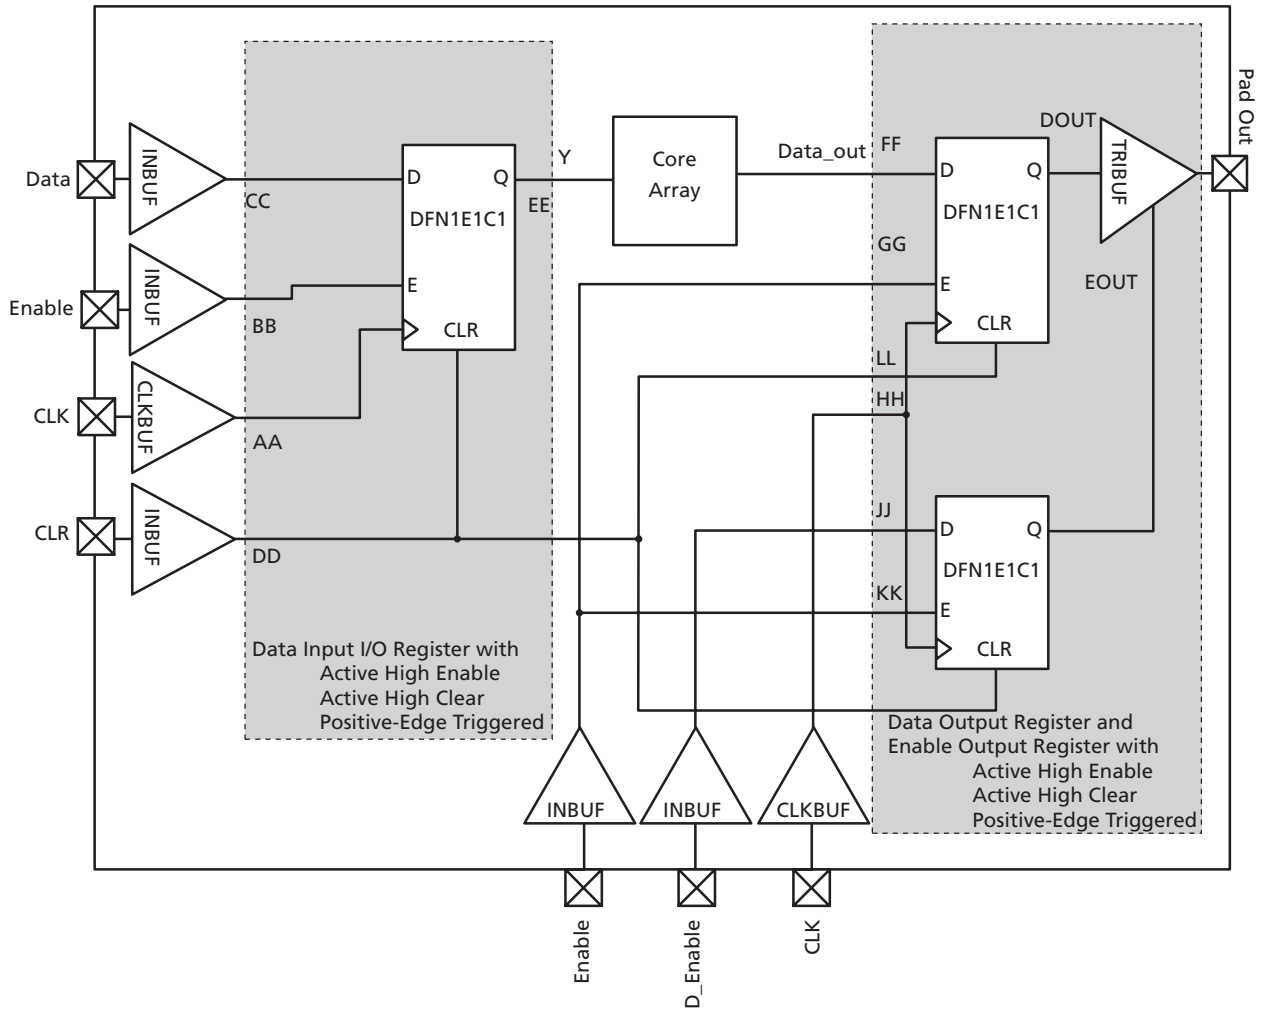 Data
INBUF
CC
Enable
INBUF
BB
CLK
CLKBUF
AA
CLR
INBUF
DD
D
Q
DFN1E1C1
E
CLR
Y
EE
Core
Array
Data_out
FF
GG
D
Q
DFN1E1C1
E
CLR
DOUT
TRIBUF
Pad Out
EOUT
LL
HH
JJ
KK
D
Q
DFN1E1C1
E
CLR
Data Input I/O Register with
Active High Enable
Active High Clear
Positive-Edge Triggered
Data Output Register and
Enable Output Register with
Active High Enable
Active High Clear
Positive-Edge Triggered
INBUF
INBUF
CLKBUF
Enable
D_Enable
CLK